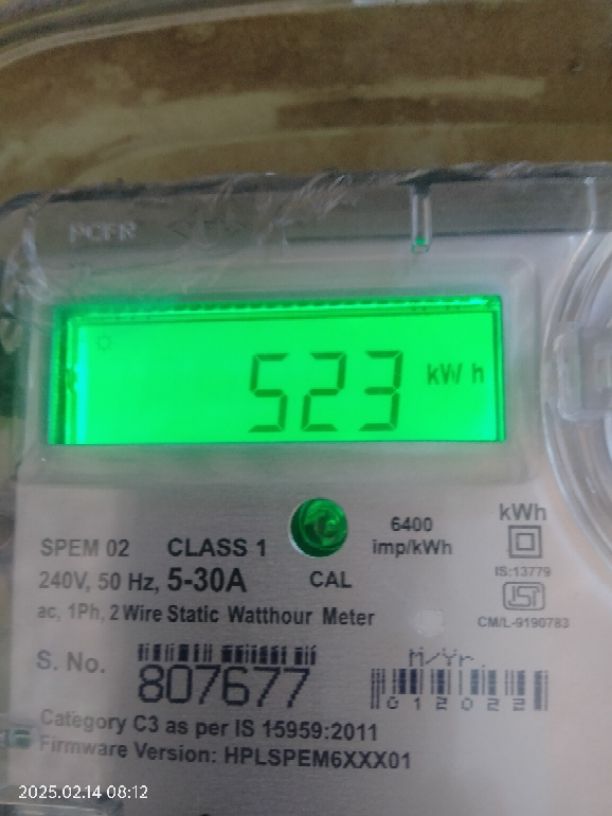 523 kW h
6400
imp/kWh
kWh
SPEM 02 CLASS 1
CAL
IS:13779
240V, 50 Hz, 5-30A
ISI
CM/L-9190783
ac, 1Ph, 2 Wire Static Watthour Meter
S. No.
807677
M/Yr.
012022
Category C3 as per IS 15959:2011
Firmware Version: HPLSPEM6XXX01
2025.02.14 08:12